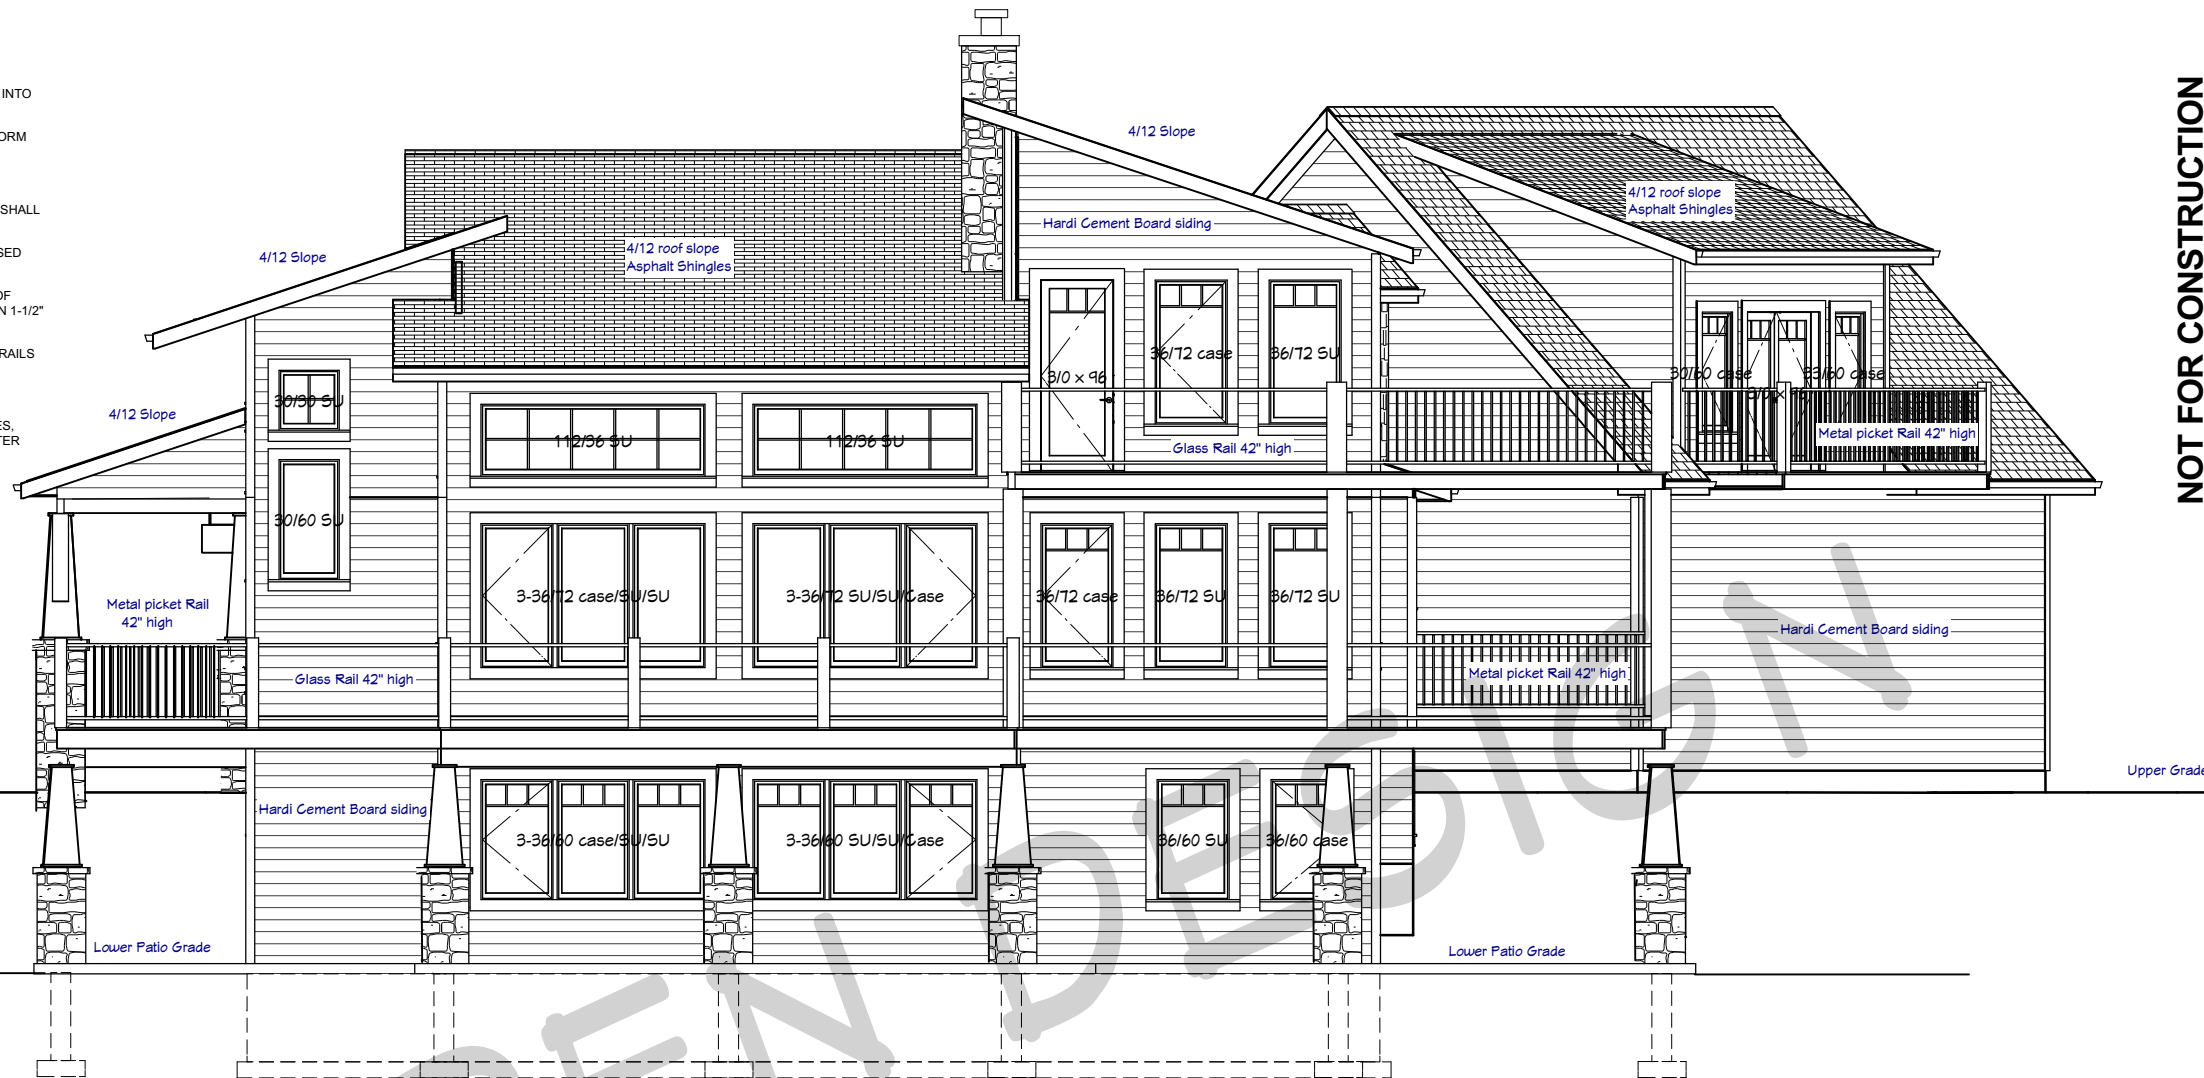 INTO
ORM
SHALL
SED
OF
N 1-1/2"
RAILS
ES,
TER
4/12 Slope
4/12 Slope
4/12 Slope
4/12 roof slope
Asphalt Shingles
Hardi Cement Board siding
4/12 roof slope
Asphalt Shingles
30/30 SU
30/60 SU
112/36 SU
112/36 SU
3/0 x 96
36/72 case
36/72 SU
30/60 case
3/0 x 96
33/60 case
Glass Rail 42" high
Metal picket Rail 42" high
Metal picket Rail
42" high
3-36/72 case/SU/SU
3-36/72 SU/SU/Case
36/72 case
36/72 SU
36/72 SU
Hardi Cement Board siding
Glass Rail 42" high
Metal picket Rail 42" high
Upper Grade
Hardi Cement Board siding
3-36/60 case/SU/SU
3-36/60 SU/SU/Case
36/60 SU
36/60 case
Lower Patio Grade
Lower Patio Grade
NOT FOR CONSTRUCTION
DEN DESIGN